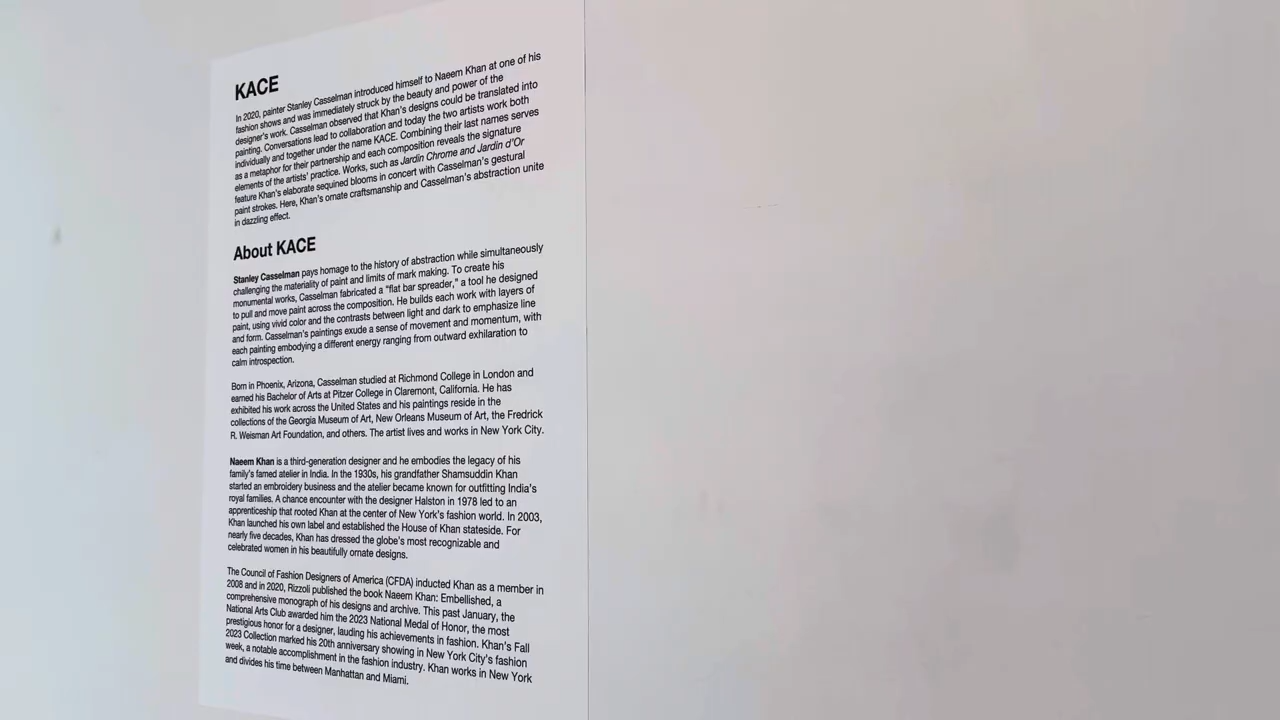 KACE
In 2020, painter Stanley Casselman introduced himself to Naeem Khan at one of his
fashion shows and was immediately struck by the beauty and power of the
designer's work. Casselman observed that Khan's designs could be translated into
painting. Conversations lead to collaboration and today the two artists work both
individually and together under the name KACE. Combining their last names serves
as a metaphor for their partnership and each composition reveals the signature
elements of the artists' practice. Works, such as Jardin Chrome and Jardin d'Or
feature Khan's elaborate sequined blooms in concert with Casselman's gestural
paint strokes. Here, Khan's ornate craftsmanship and Casselman's abstraction unite
in dazzling effect.
About KACE
Stanley Casselman pays homage to the history of abstraction while simultaneously
challenging the materiality of paint and limits of mark making. To create his
monumental works, Casselman fabricated a "flat bar spreader," a tool he designed
to pull and move paint across the composition. He builds each work with layers of
paint, using vivid color and the contrasts between light and dark to emphasize line
and form. Casselman's paintings exude a sense of movement and momentum, with
each painting embodying a different energy ranging from outward exhilaration to
calm introspection.
Born in Phoenix, Arizona, Casselman studied at Richmond College in London and
earned his Bachelor of Arts at Pitzer College in Claremont, California. He has
exhibited his work across the United States and his paintings reside in the
collections of the Georgia Museum of Art, New Orleans Museum of Art, the Fredrick
R. Weisman Art Foundation, and others. The artist lives and works in New York City.
Naeem Khan is a third-generation designer and he embodies the legacy of his
family's famed atelier in India. In the 1930s, his grandfather Shamsuddin Khan
started an embroidery business and the atelier became known for outfitting India's
royal families. A chance encounter with the designer Halston in 1978 led to an
apprenticeship that rooted Khan at the center of New York's fashion world. In 2003,
Khan launched his own label and established the House of Khan stateside. For
nearly five decades, Khan has dressed the globe's most recognizable and
celebrated women in his beautifully ornate designs.
The Council of Fashion Designers of America (CFDA) inducted Khan as a member in
2008 and in 2020, Rizzoli published the book Naeem Khan: Embellished, a
comprehensive monograph of his designs and archive. This past January, the
National Arts Club awarded him the 2023 National Medal of Honor, the most
prestigious honor for a designer, lauding his achievements in fashion. Khan's Fall
2023 Collection marked his 20th anniversary showing in New York City's fashion
week, a notable accomplishment in the fashion industry. Khan works in New York
and divides his time between Manhattan and Miami.